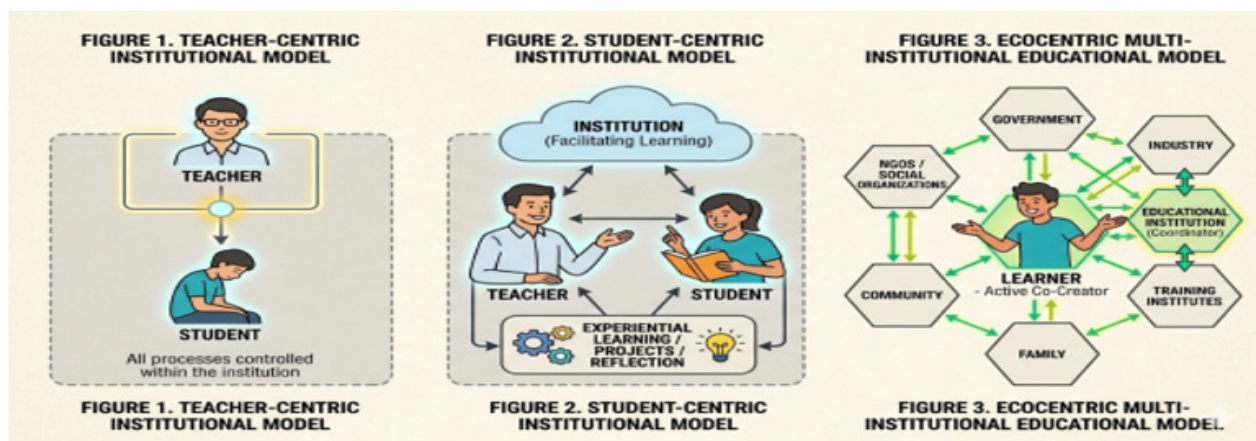 FIGURE 1. TEACHER-CENTRIC
INSTITUTIONAL MODEL
TEACHER
STUDENT
All processes controlled
within the institution
FIGURE 1. TEACHER-CENTRIC
INSTITUTIONAL MODEL
FIGURE 2. STUDENT-CENTRIC
INSTITUTIONAL MODEL
INSTITUTION
(Facilitating Learning)
TEACHER
STUDENT
EXPERIENTIAL
LEARNING /
PROJECTS /
REFLECTION
FIGURE 2. STUDENT-CENTRIC
INSTITUTIONAL MODEL
FIGURE 3. ECOCENTRIC MULTI-
INSTITUTIONAL EDUCATIONAL MODEL
GOVERNMENT
INDUSTRY
NGOS /
SOCIAL
ORGANIZATIONS
EDUCATIONAL
INSTITUTION
(Coordinator)
LEARNER
- Active Co-Creator
COMMUNITY
TRAINING
INSTITUTES
FAMILY
FIGURE 3. ECOCENTRIC MULTI-
INSTITUTIONAL EDUCATIONAL MODEL